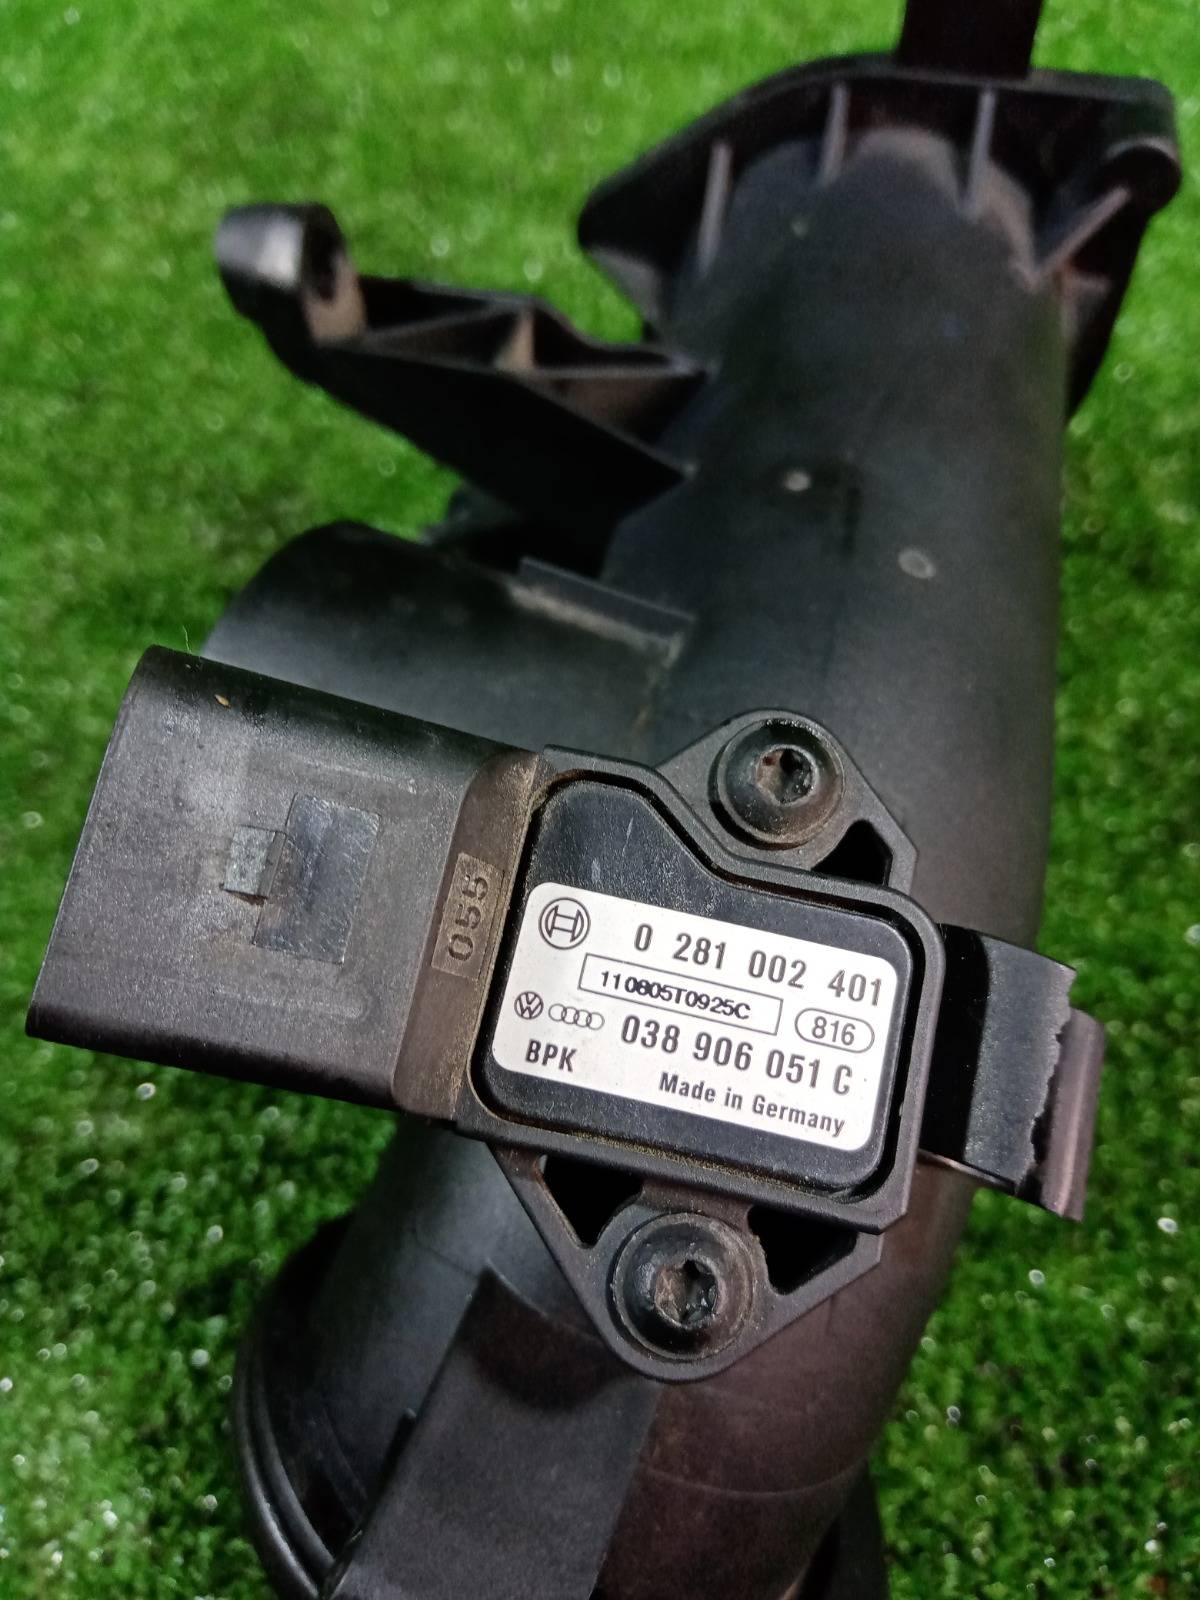 055
0 281 002 401
110805T0925C
816
038 906 051 C
BPK
Made in Germany